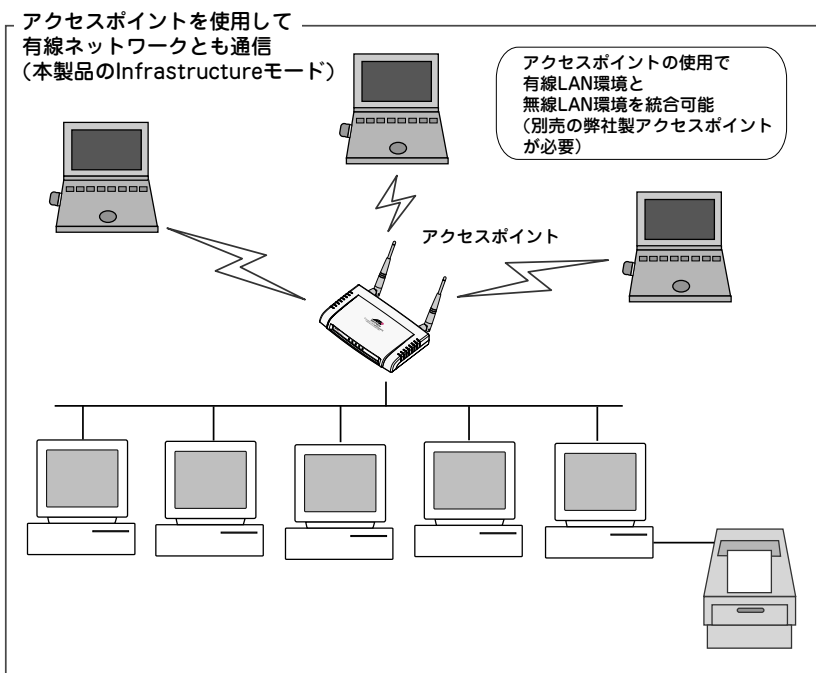 アクセスポイントを使用して
有線ネットワークとも通信
（本製品のInfrastructureモード）
アクセスポイントの使用で
有線LAN環境と
無線LAN環境を統合可能
（別売の弊社製アクセスポイント
が必要）
アクセスポイント